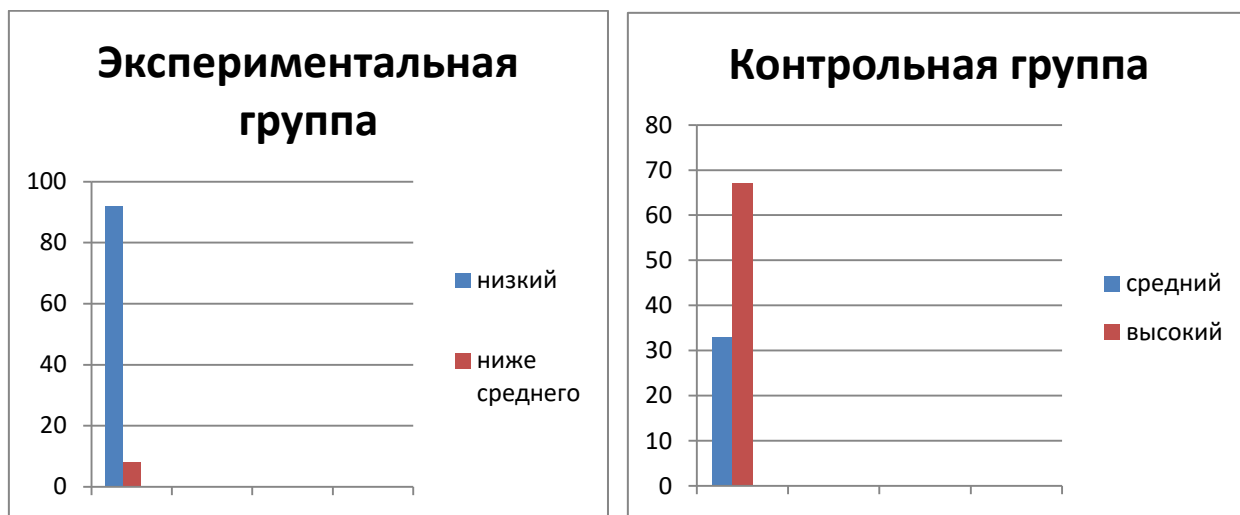 Экспериментальная
группа
100
80
60
40
20
0
низкий
ниже
среднего
Контрольная группа
80
70
60
50
40
30
20
10
0
средний
высокий